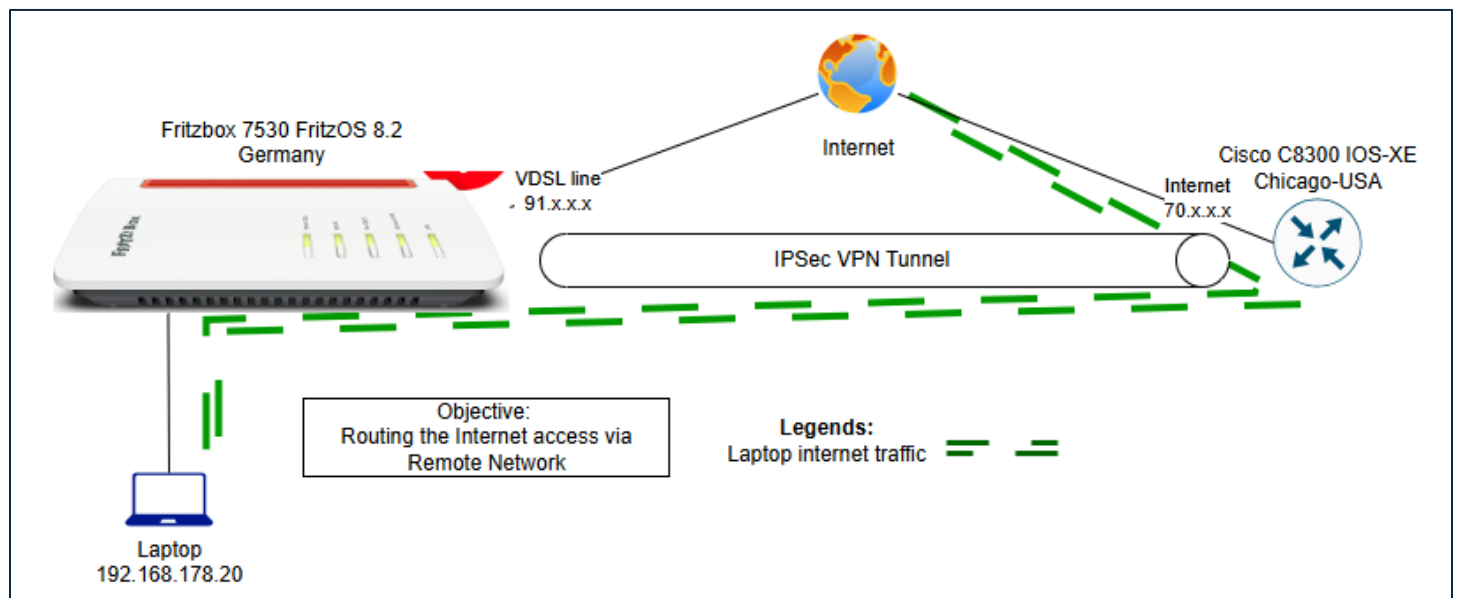 Fritzbox 7530 FritzOS 8.2
Germany
Internet
Cisco C8300 IOS-XE
Chicago-USA
VDSL line
91.x.x.x
Internet
70.x.x.x
IPSec VPN Tunnel
FRITZ!Box
Objective:
Routing the Internet access via
Remote Network
Legends:
Laptop internet traffic
Laptop
192.168.178.20